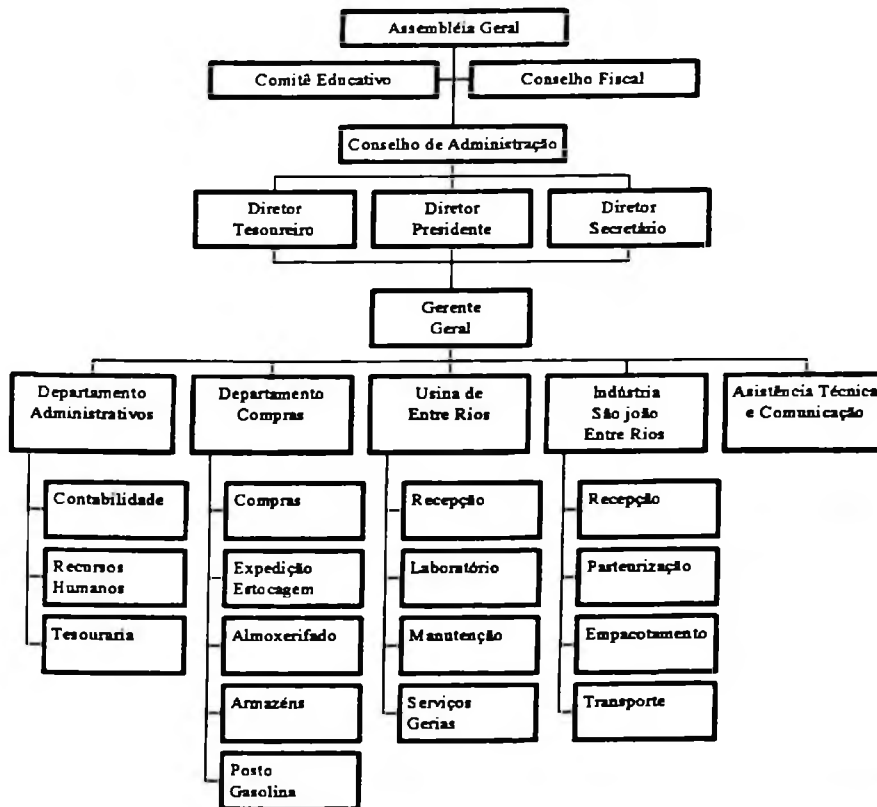 Assembléia Geral
Comitê Educativo
Conselho Fiscal
Conselho de Administração
Diretor
Tesoureiro
Diretor
Presidente
Diretor
Secretário
Gerente
Geral
Departamento
Administrativos
Departamento
Compras
Usina de
Entre Rios
Indústria
São joão
Entre Rios
Asistência Técnica
e Comunicação
Contabilidade
Recursos
Humanos
Tesouraria
Compras
Expedição
Estocagem
Almoxerifado
Armazéns
Posto
Gasolina
Recepção
Laboratório
Manutenção
Serviços
Gerias
Recepção
Parteurização
Empacotamento
Transporte